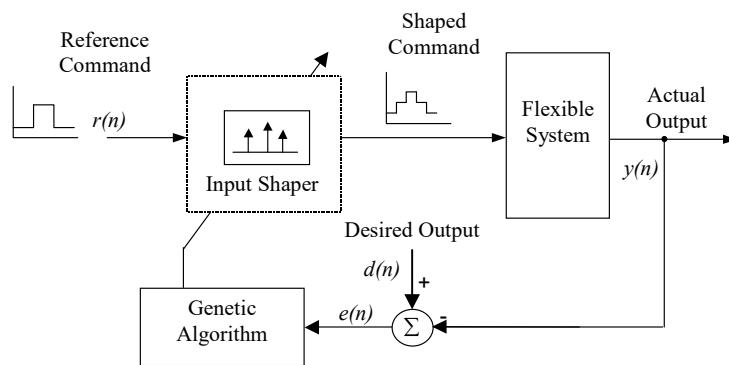 Reference
Command
r(n)
Input Shaper
Shaped
Command
Flexible
System
Actual
Output
y(n)
Desired Output
d(n)
+
-
Σ
e(n)
Genetic
Algorithm